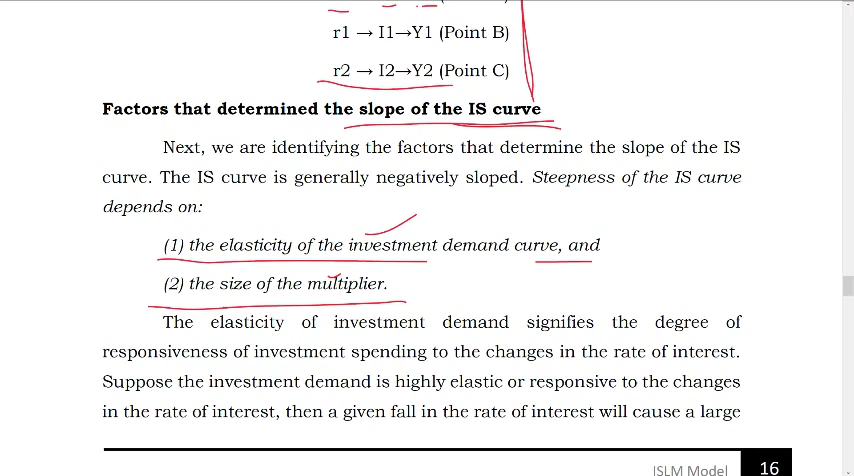 r1 → I1→Y1 (Point B)
r2 → I2→Y2 (Point C)
Factors that determined the slope of the IS curve
Next, we are identifying the factors that determine the slope of the IS
curve. The IS curve is generally negatively sloped. Steepness of the IS curve
depends on:
(1) the elasticity of the investment demand curve, and
(2) the size of the multiplier.
The elasticity of investment demand signifies the degree of
responsiveness of investment spending to the changes in the rate of interest.
Suppose the investment demand is highly elastic or responsive to the changes
in the rate of interest, then a given fall in the rate of interest will cause a large
ISLM Model 16